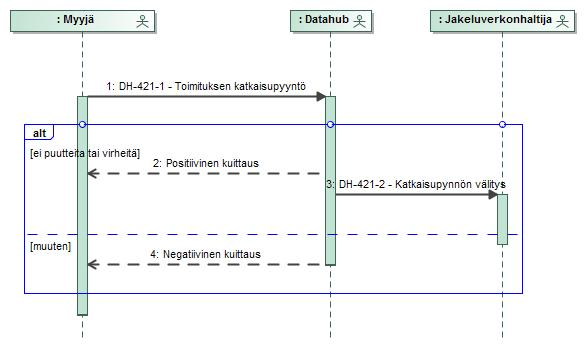 : Myyjä
: Datahub
: Jakeluverkonhaltija
1: DH-421-1 - Toimituksen katkaisupyyntö
alt
[ei puutteita tai virheitä]
2: Positiivinen kuittaus
3: DH-421-2 - Katkaisupynnön välitys
[muuten]
4: Negatiivinen kuittaus